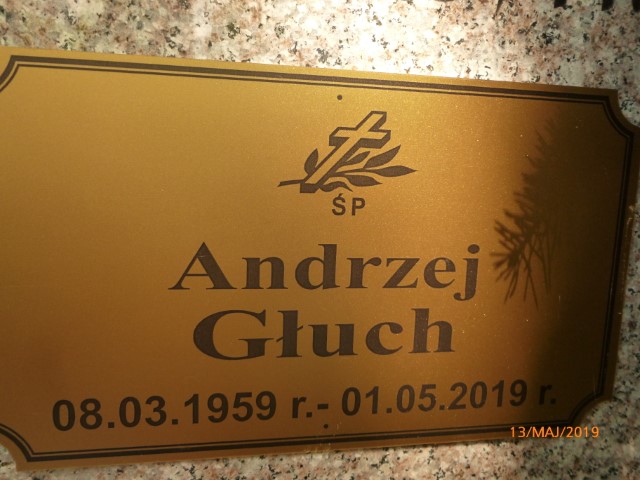 ŚP
Andrzej
Głuch
08.03.1959 r.- 01.05.2019 r.
13/MAJ/2019